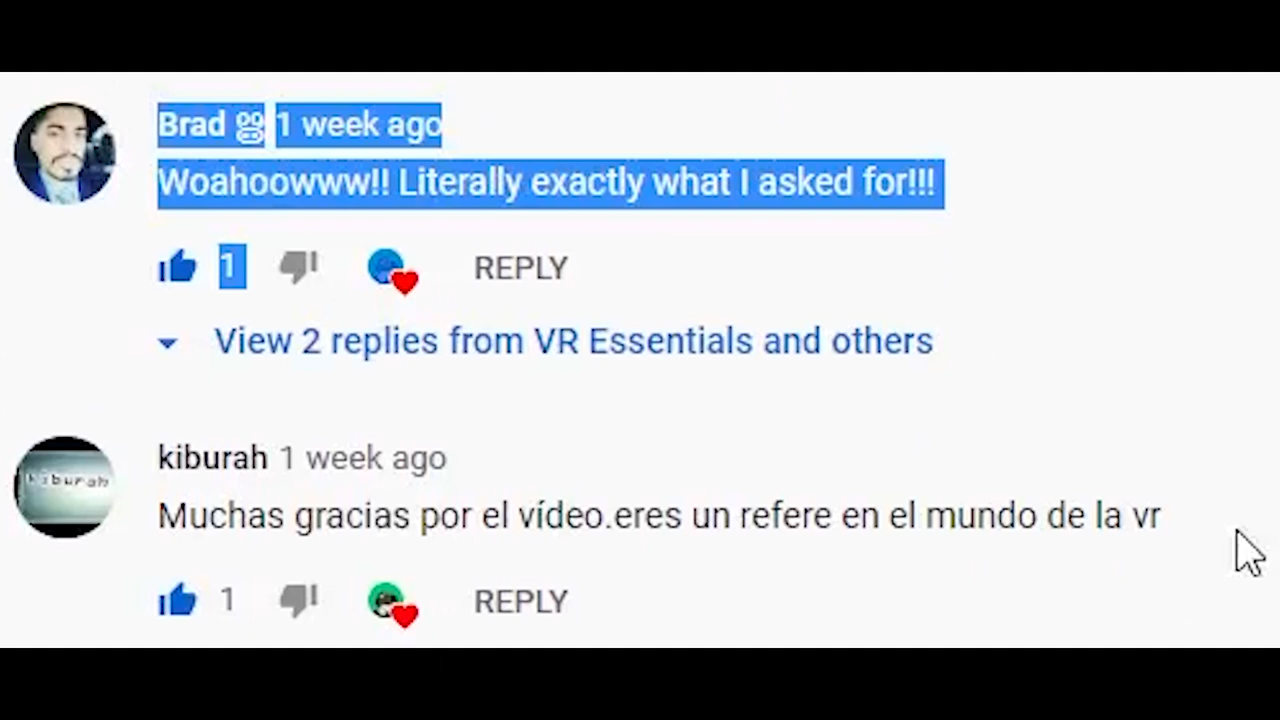 Brad 1 week ago
Woahoowww!! Literally exactly what I asked for!!!
1 REPLY
View 2 replies from VR Essentials and others
kiburah 1 week ago
kiburah
Muchas gracias por el vídeo.eres un refere en el mundo de la vr
1 REPLY